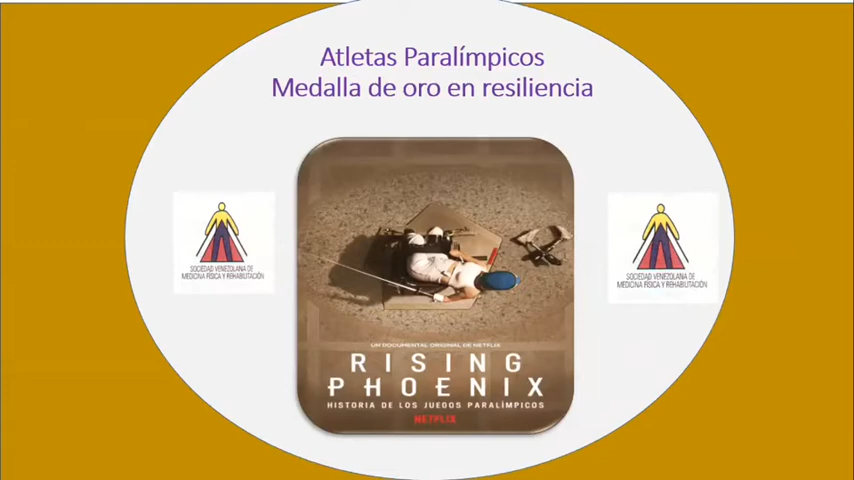 Atletas Paralímpicos
Medalla de oro en resiliencia
SOCIEDAD VENEZOLANA DE
MEDICINA FÍSICA Y REHABILITACIÓN
UN DOCUMENTAL ORIGINAL DE NETFLIX
RISING
PHOENIX
HISTORIA DE LOS JUEGOS PARALÍMPICOS
NETFLIX
SOCIEDAD VENEZOLANA DE
MEDICINA FÍSICA Y REHABILITACIÓN